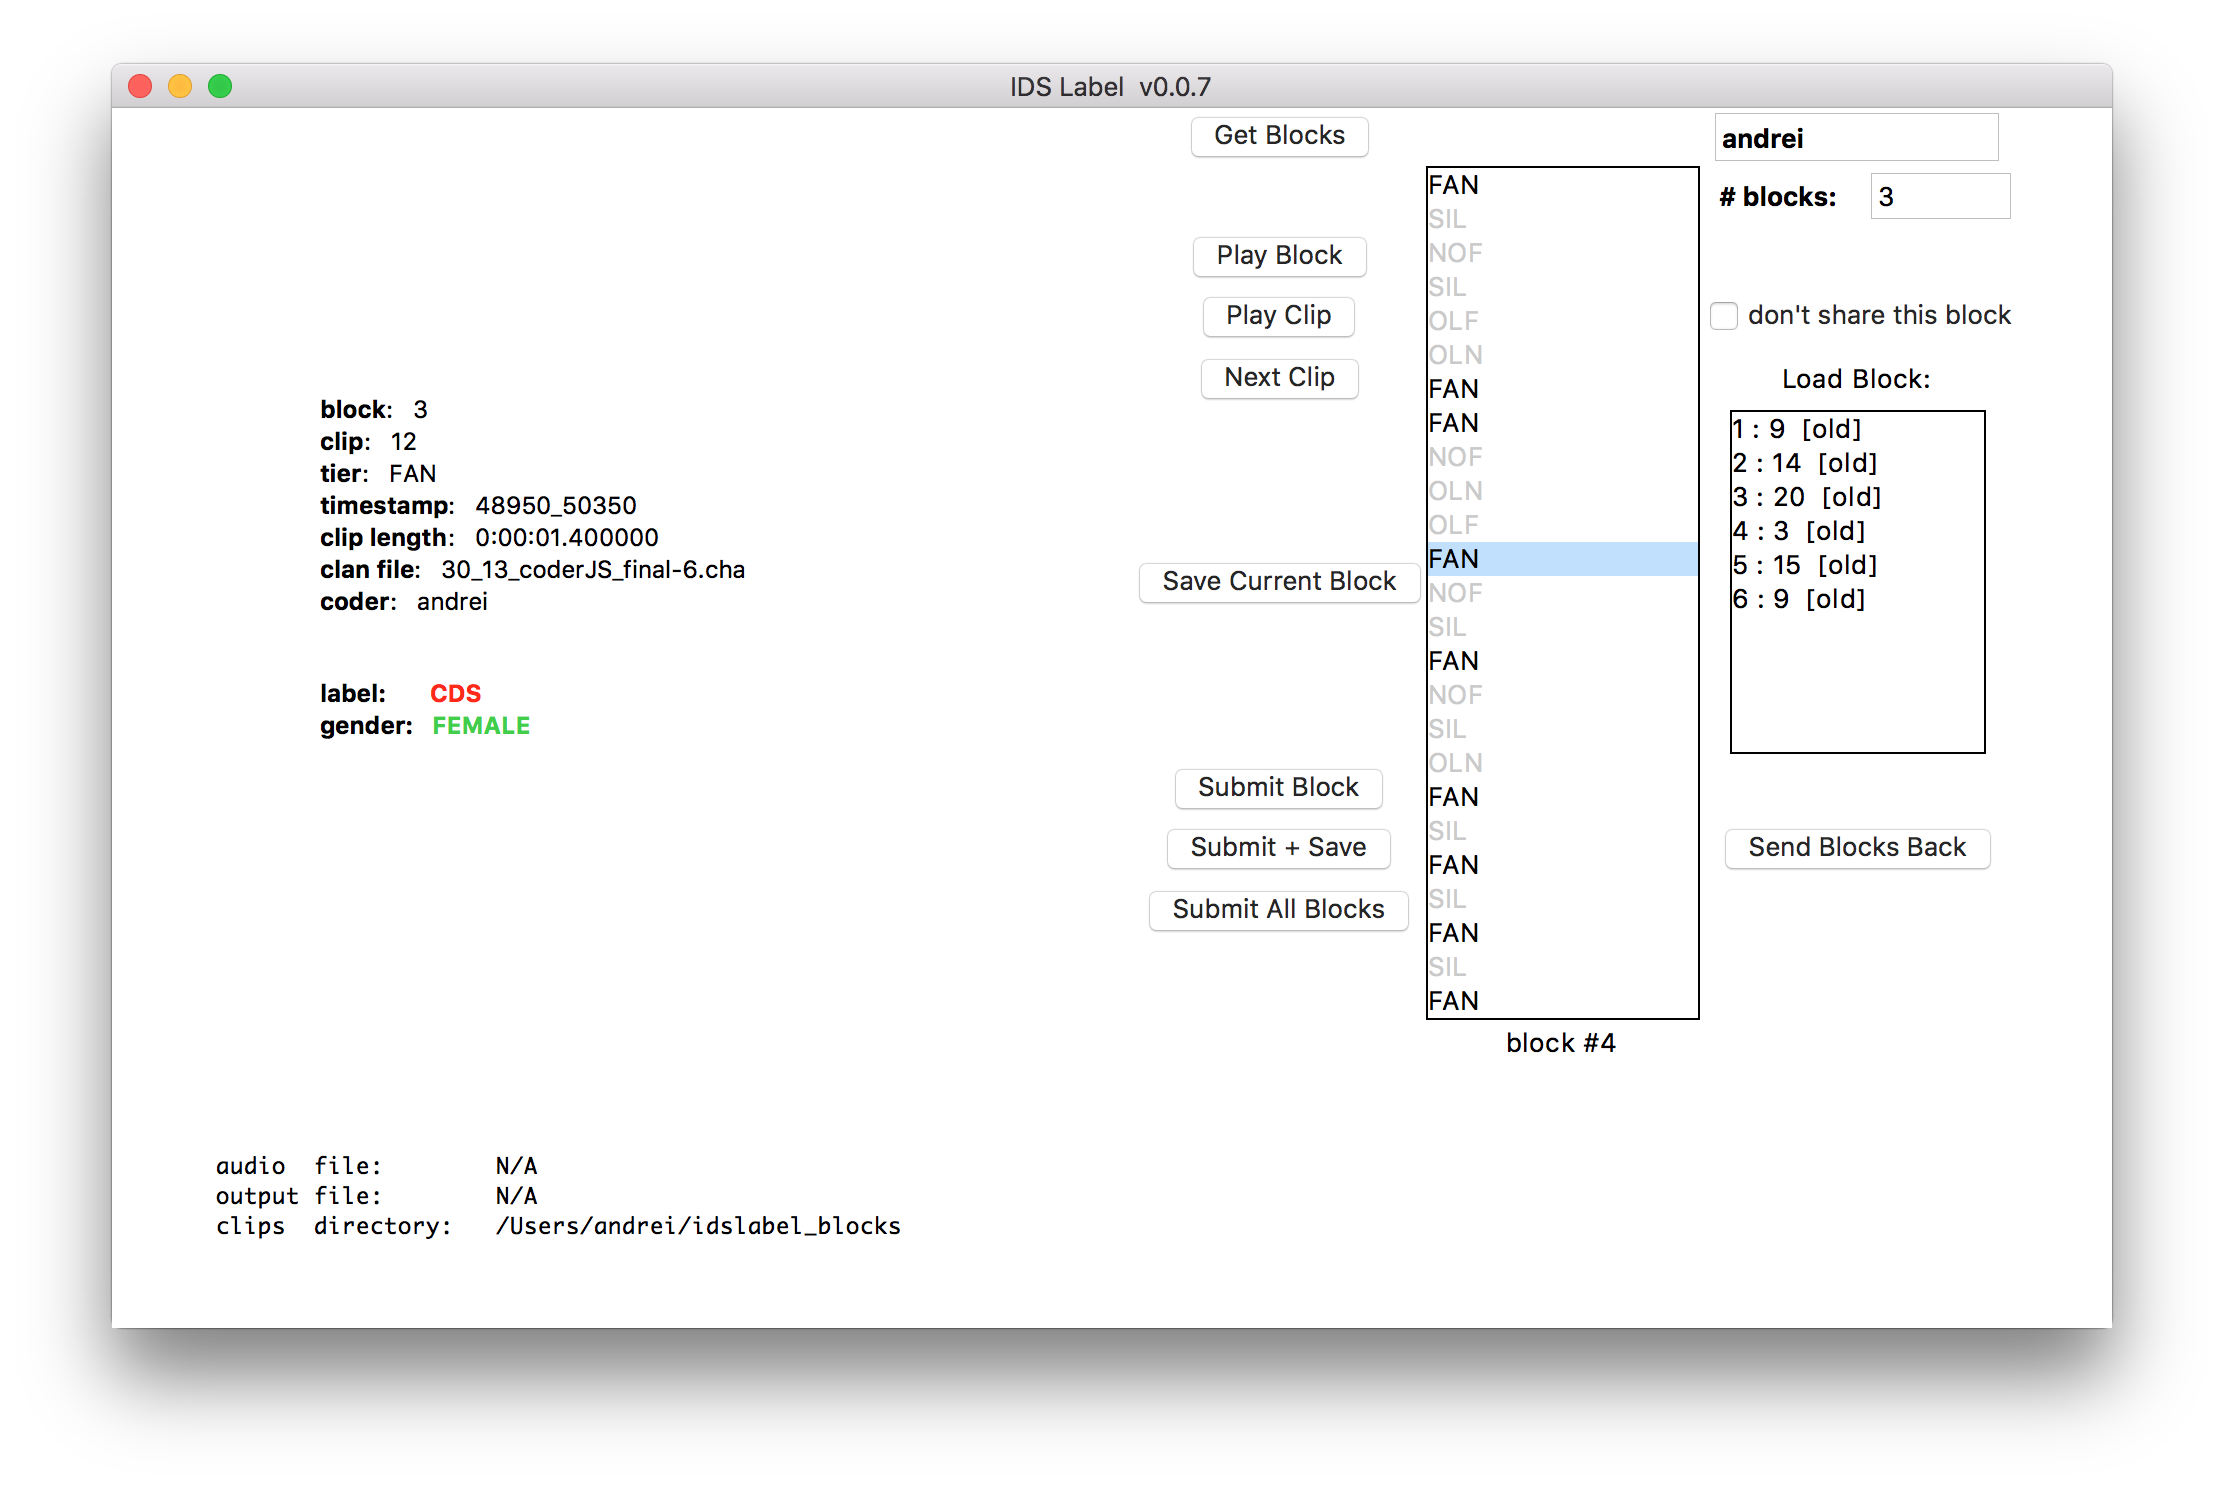 IDS Label  v0.0.7
Get Blocks
Play Block
Play Clip
Next Clip
block:   3
clip:   12
tier:   FAN
timestamp:   48950_50350
clip length:   0:00:01.400000
clan file:   30_13_coderJS_final-6.cha
coder:   andrei
label:   CDS
gender:   FEMALE
Save Current Block
Submit Block
Submit + Save
Submit All Blocks
FAN
SIL
NOF
SIL
OLF
OLN
FAN
FAN
NOF
OLN
OLF
FAN
NOF
SIL
FAN
NOF
SIL
OLN
FAN
SIL
FAN
SIL
FAN
SIL
FAN
block #4
andrei
# blocks:   3
don't share this block
Load Block:
1 : 9  [old]
2 : 14  [old]
3 : 20  [old]
4 : 3  [old]
5 : 15  [old]
6 : 9  [old]
Send Blocks Back
audio  file:        N/A
output file:        N/A
clips  directory:   /Users/andrei/idslabel_blocks